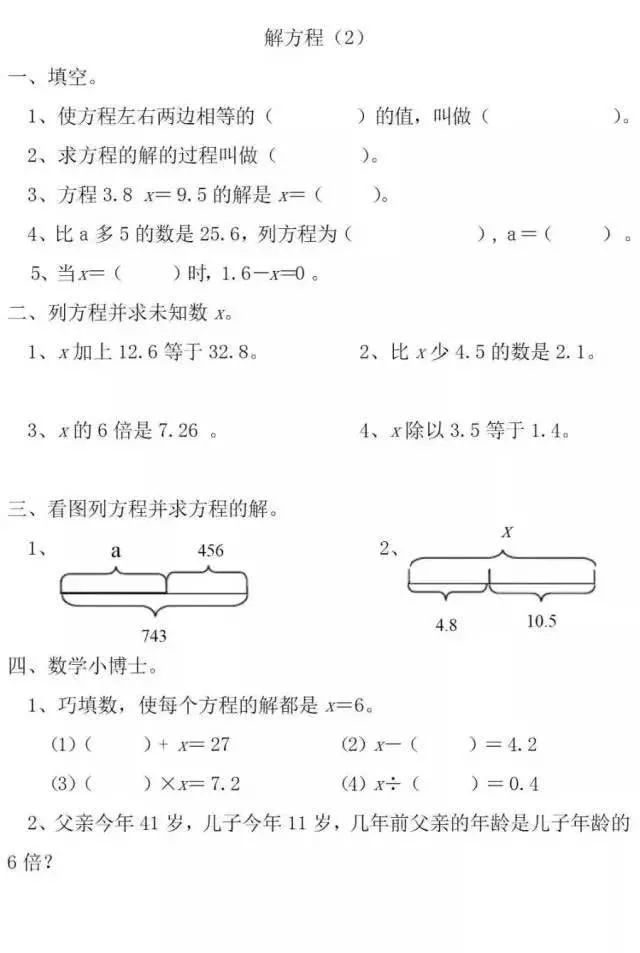 解方程（2）
一、填空。
1、使方程左右两边相等的（　　　）的值，叫做（　　　　）。
2、求方程的解的过程叫做（　　　）。
3、方程 3.8 x＝9.5 的解是 x＝（　　）。
4、比 a 多 5 的数是 25.6，列方程为（　　　　），a＝（　　）。
5、当 x＝（　　）时，1.6－x＝0 。
二、列方程并求未知数 x。
1、x 加上 12.6 等于 32.8。　　2、比 x 少 4.5 的数是 2.1。
3、x 的 6 倍是 7.26 。　　4、x 除以 3.5 等于 1.4。
三、看图列方程并求方程的解。
1、 a 456
743
2、 X
4.8 10.5
四、数学小博士。
1、巧填数，使每个方程的解都是 x＝6。
(1)（　　）+ x＝27　　(2) x－（　　）＝4.2
(3)（　　）×x＝7.2　　(4) x÷（　　）＝0.4
2、父亲今年 41 岁，儿子今年 11 岁，几年前父亲的年龄是儿子年龄的
6 倍？